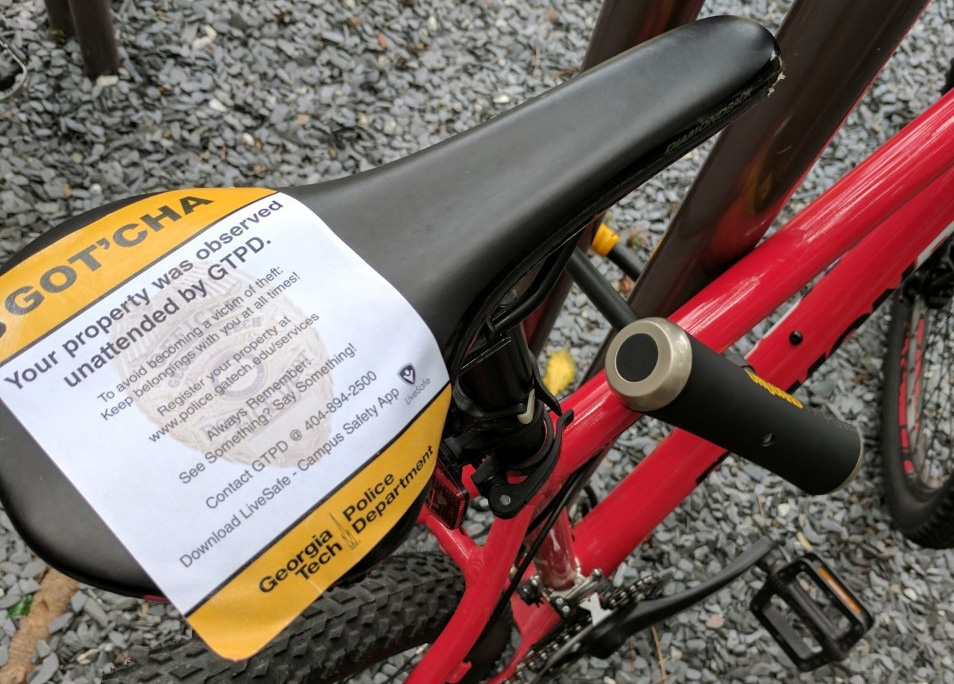 GOT'CHA
Your property was observed
unattended by GTPD.
To avoid becoming a victim of theft:
Keep belongings with you at all times!
Register your property at
www.police.gatech.edu/services
Always Remember!
See Something? Say Something!
Contact GTPD @ 404-894-2500
Download LiveSafe - Campus Safety App
LiveSafe
Georgia Tech
Police Department
DIAMONDBACK